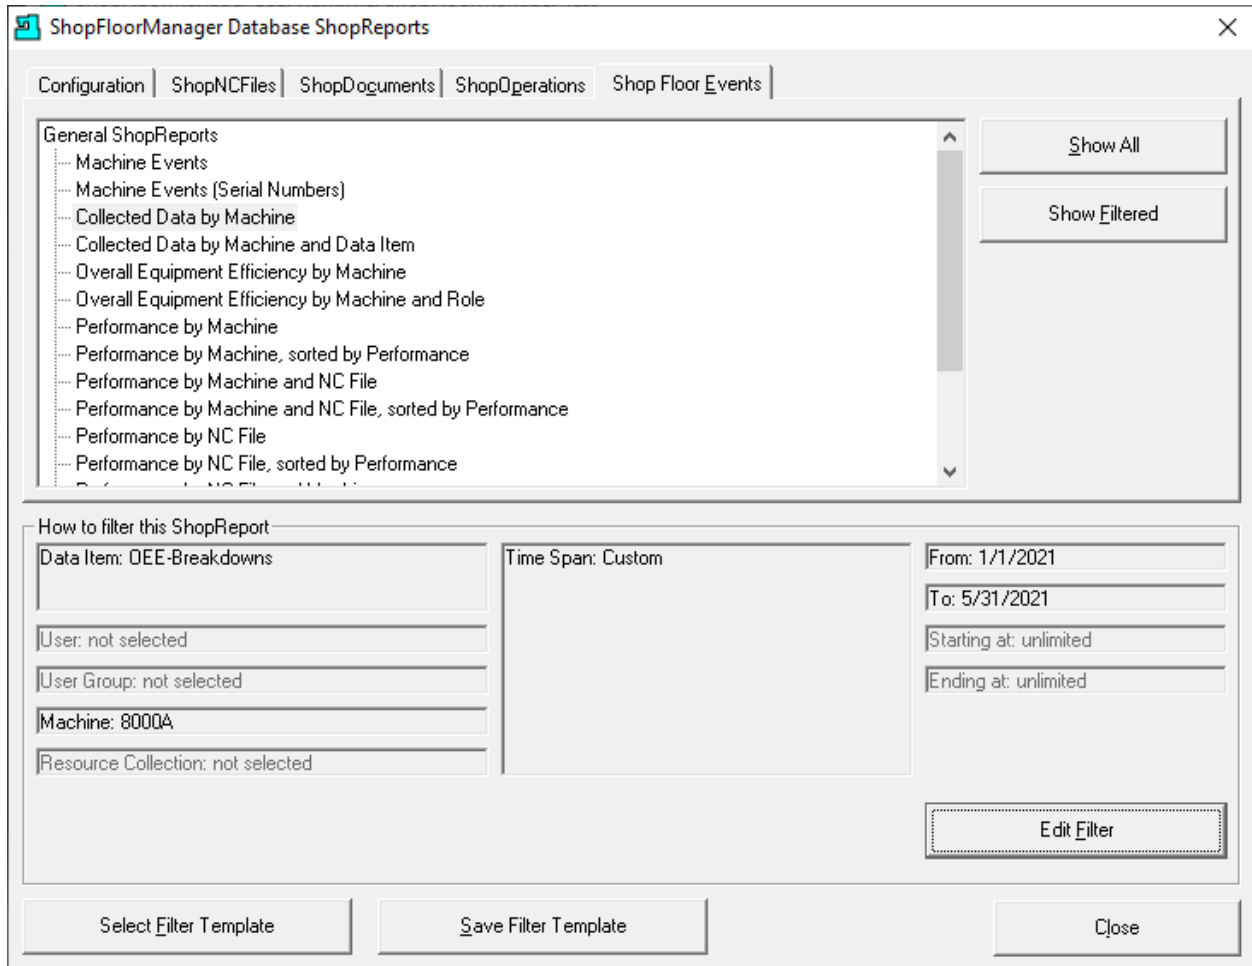 ShopFloorManager Database ShopReports
Configuration
ShopNCFiles
ShopDocuments
ShopOperations
Shop Floor Events
General ShopReports
Machine Events
Machine Events (Serial Numbers)
Collected Data by Machine
Collected Data by Machine and Data Item
Overall Equipment Efficiency by Machine
Overall Equipment Efficiency by Machine and Role
Performance by Machine
Performance by Machine, sorted by Performance
Performance by Machine and NC File
Performance by Machine and NC File, sorted by Performance
Performance by NC File
Performance by NC File, sorted by Performance
Show All
Show Filtered
How to filter this ShopReport
Data Item: OEE-Breakdowns
User: not selected
User Group: not selected
Machine: 8000A
Resource Collection: not selected
Time Span: Custom
From: 1/1/2021
To: 5/31/2021
Starting at: unlimited
Ending at: unlimited
Edit Filter
Select Filter Template
Save Filter Template
Close